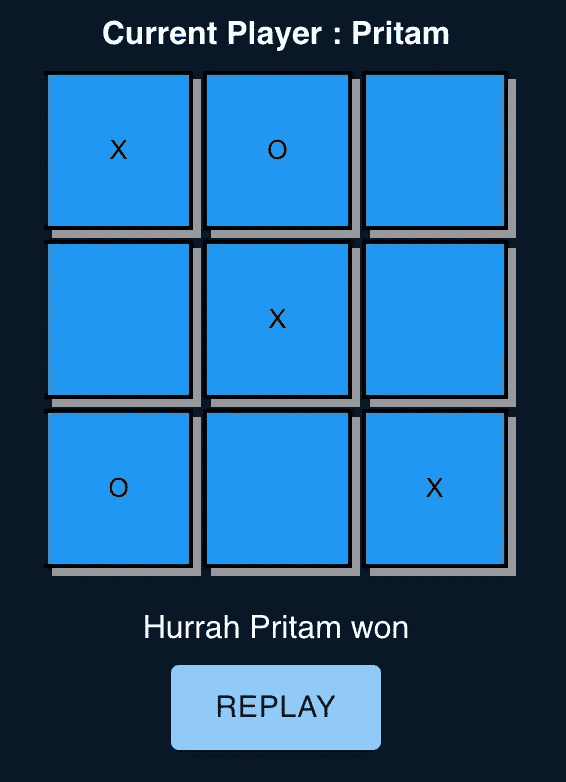 Current Player : Pritam
X O
X
O X
Hurrah Pritam won
REPLAY